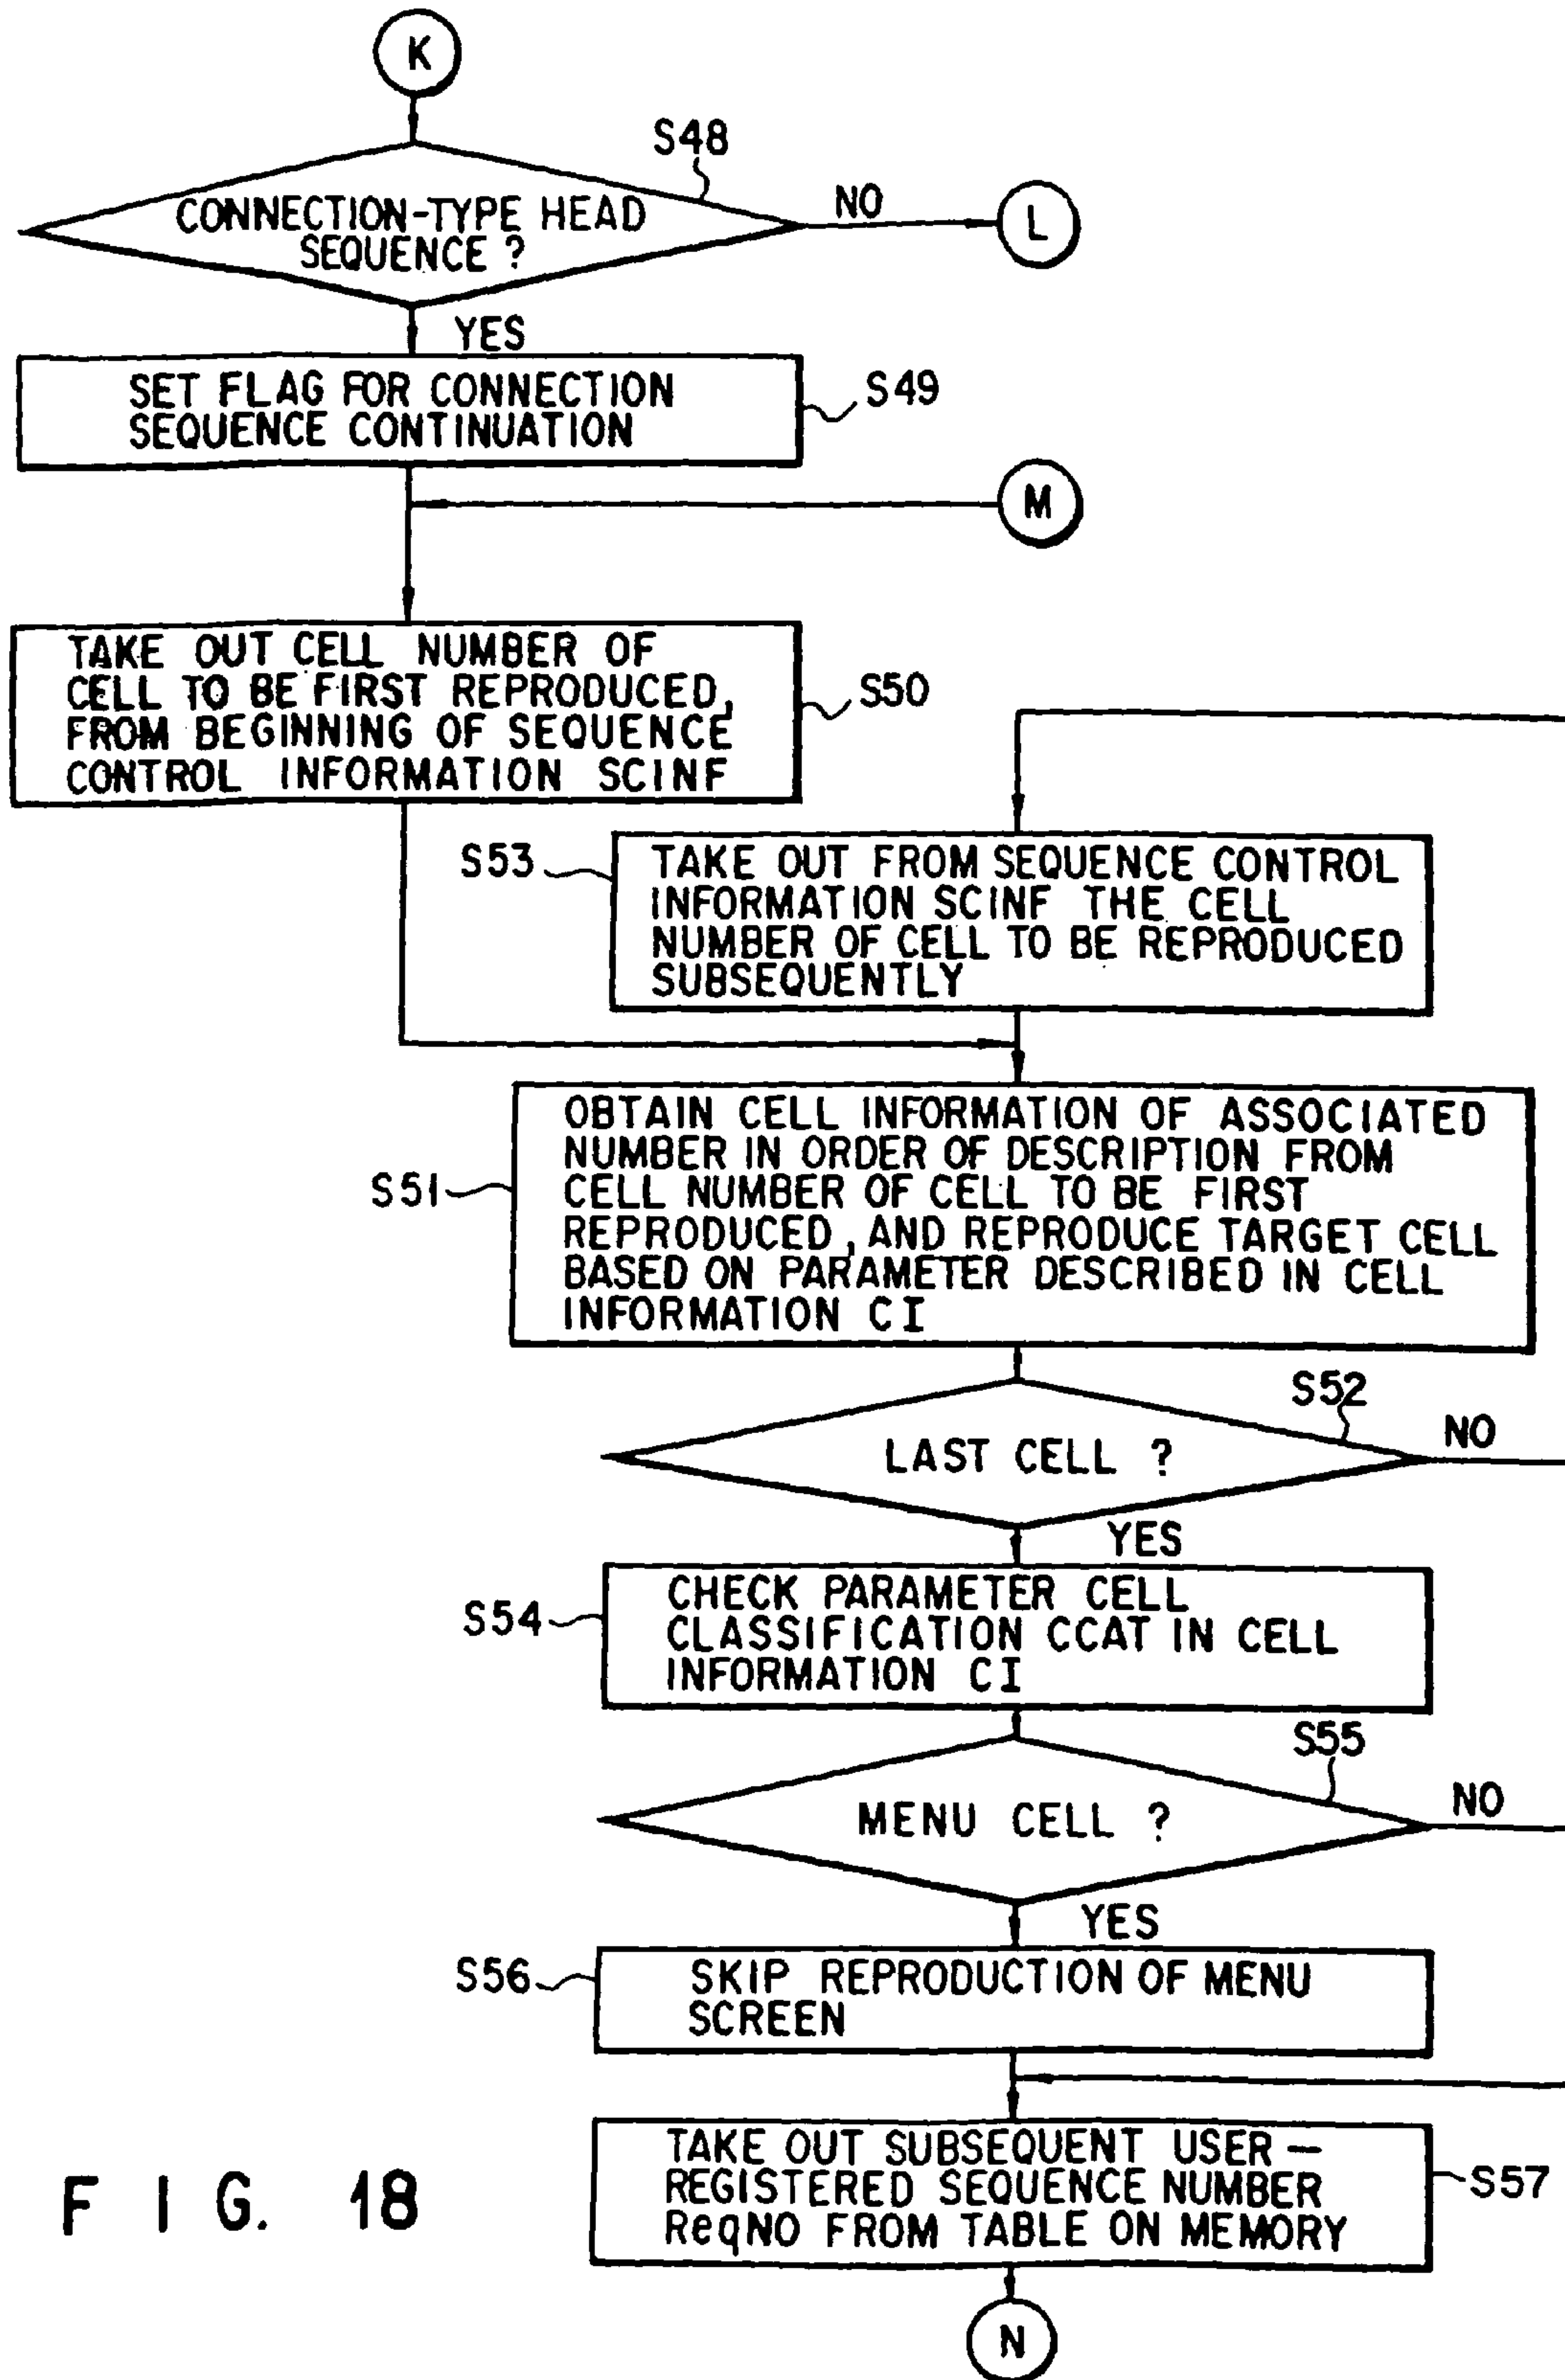 K
S48
CONNECTION-TYPE HEAD
SEQUENCE ?
NO
L
YES
SET FLAG FOR CONNECTION
SEQUENCE CONTINUATION
S49
M
TAKE OUT CELL NUMBER OF
CELL TO BE FIRST REPRODUCED,
FROM BEGINNING OF SEQUENCE
CONTROL INFORMATION SCINF
S50
S53
TAKE OUT FROM SEQUENCE CONTROL
INFORMATION SCINF THE CELL
NUMBER OF CELL TO BE REPRODUCED
SUBSEQUENTLY
S51
OBTAIN CELL INFORMATION OF ASSOCIATED
NUMBER IN ORDER OF DESCRIPTION FROM
CELL NUMBER OF CELL TO BE FIRST
REPRODUCED, AND REPRODUCE TARGET CELL
BASED ON PARAMETER DESCRIBED IN CELL
INFORMATION CI
S52
LAST CELL ?
NO
YES
S54
CHECK PARAMETER CELL
CLASSIFICATION CCAT IN CELL
INFORMATION CI
S55
MENU CELL ?
NO
YES
S56
SKIP REPRODUCTION OF MENU
SCREEN
TAKE OUT SUBSEQUENT USER-
REGISTERED SEQUENCE NUMBER
ReqNO FROM TABLE ON MEMORY
S57
N
FIG. 18